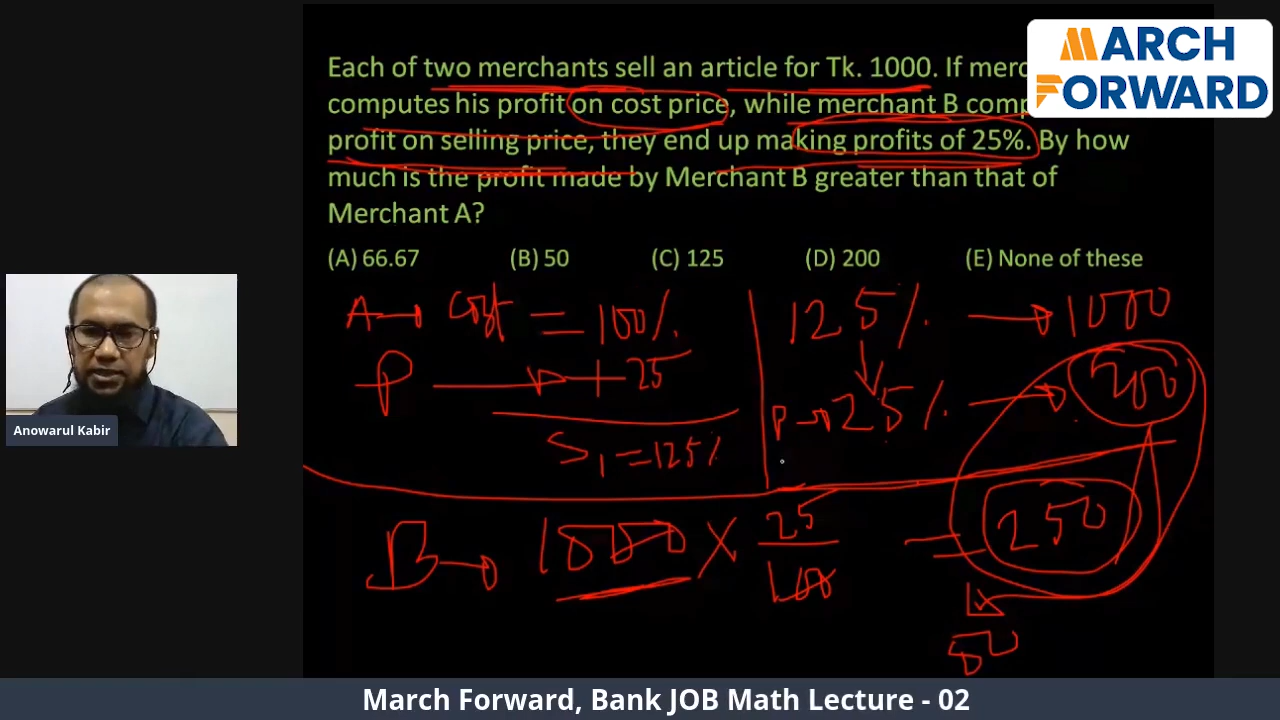 MARCH
FORWARD
Each of two merchants sell an article for Tk. 1000. If merc
computes his profit on cost price, while merchant B comp
profit on selling price, they end up making profits of 25%. By how
much is the profit made by Merchant B greater than that of
Merchant A?
(A) 66.67 (B) 50 (C) 125 (D) 200 (E) None of these
A → cost = 100%
P → + 25
S, = 125%
125% → 1000
P → 25% → 200
B → 1000 × 25/100 = 250
50
Anowarul Kabir
March Forward, Bank JOB Math Lecture - 02